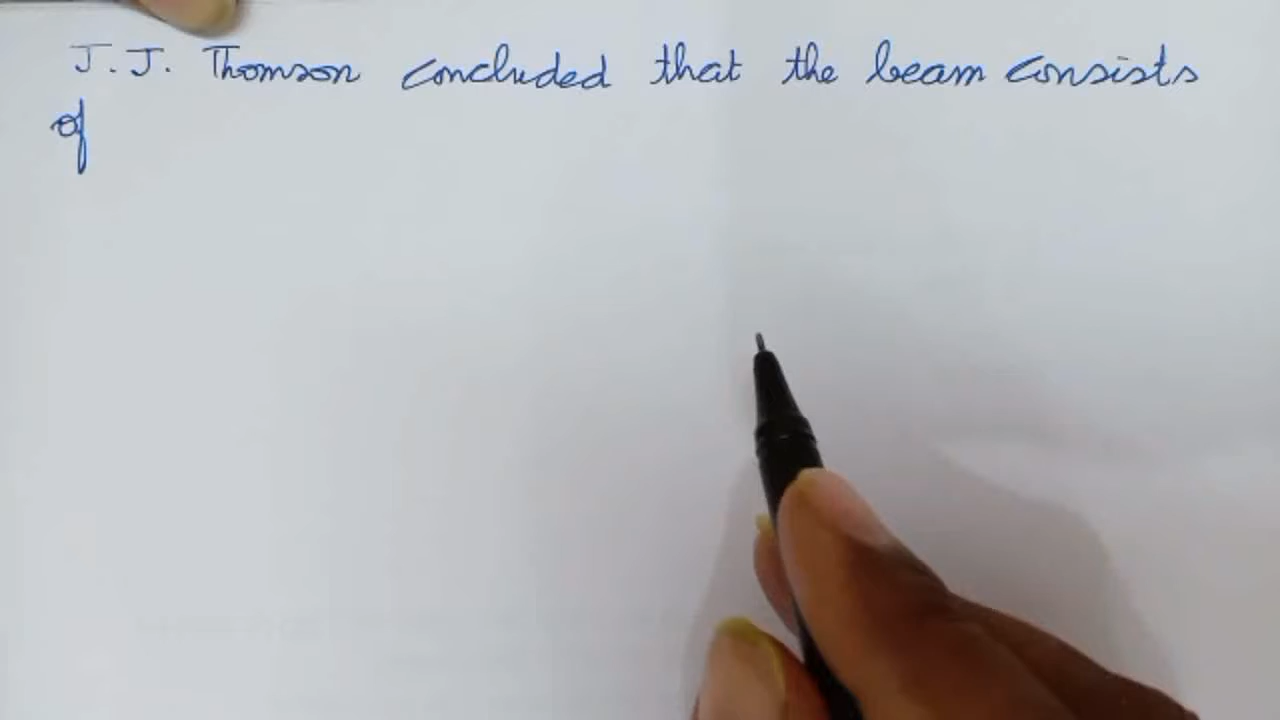 J. J. Thomson concluded that the beam consists
of